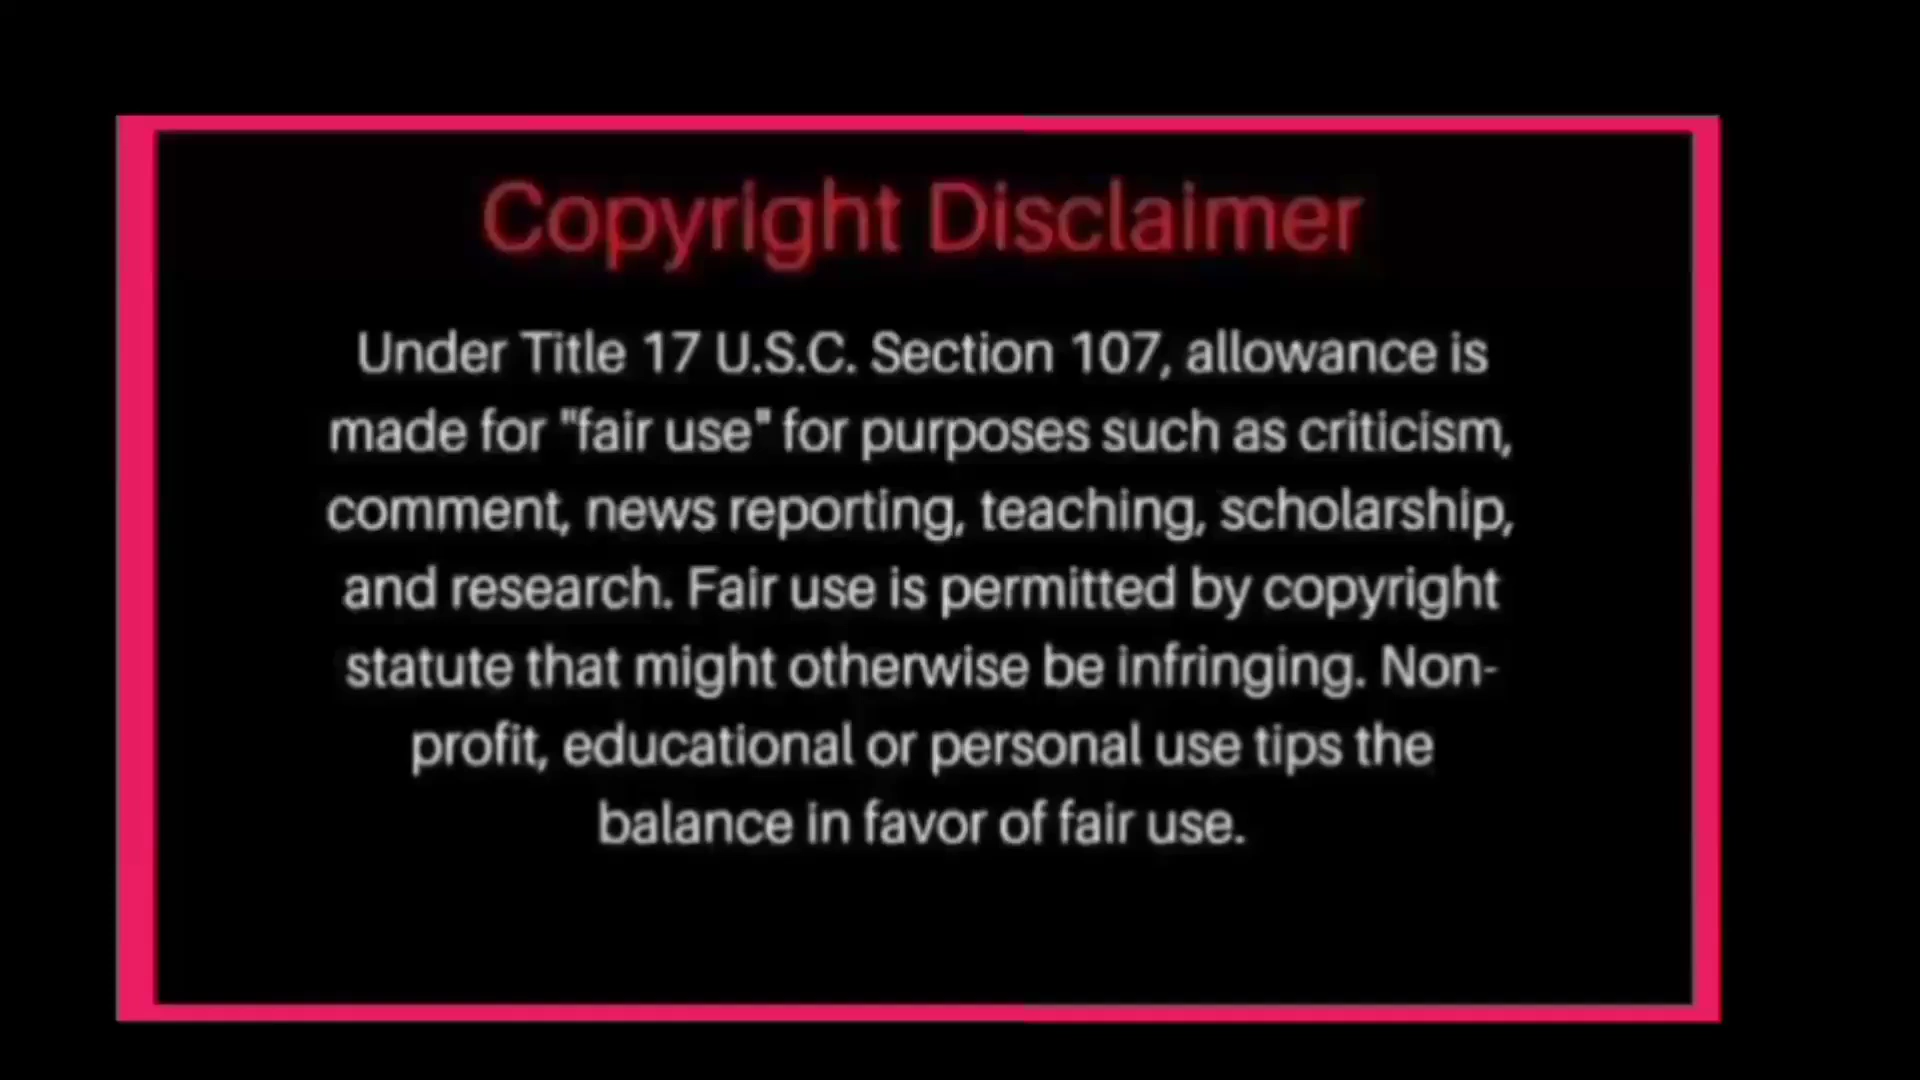 Copyright Disclaimer
Under Title 17 U.S.C. Section 107, allowance is
made for "fair use" for purposes such as criticism,
comment, news reporting, teaching, scholarship,
and research. Fair use is permitted by copyright
statute that might otherwise be infringing. Non-
profit, educational or personal use tips the
balance in favor of fair use.